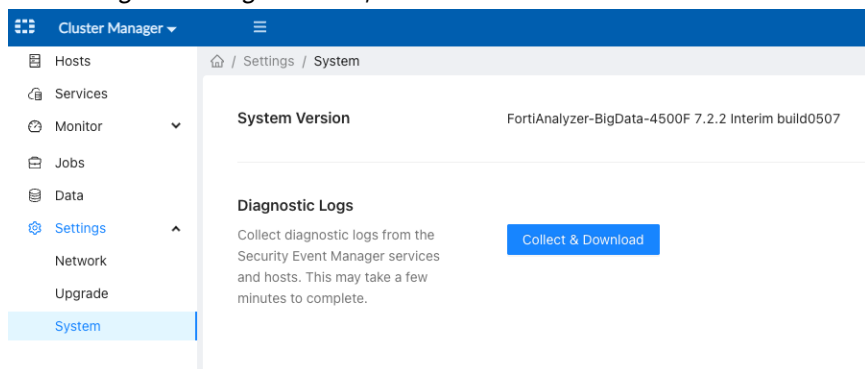 Cluster Manager
Hosts
/ Settings / System
Services
System Version
FortiAnalyzer-BigData-4500F 7.2.2 Interim build0507
Monitor
Jobs
Data
Diagnostic Logs
Settings
Collect diagnostic logs from the
Security Event Manager services
and hosts. This may take a few
minutes to complete.
Collect & Download
Network
Upgrade
System